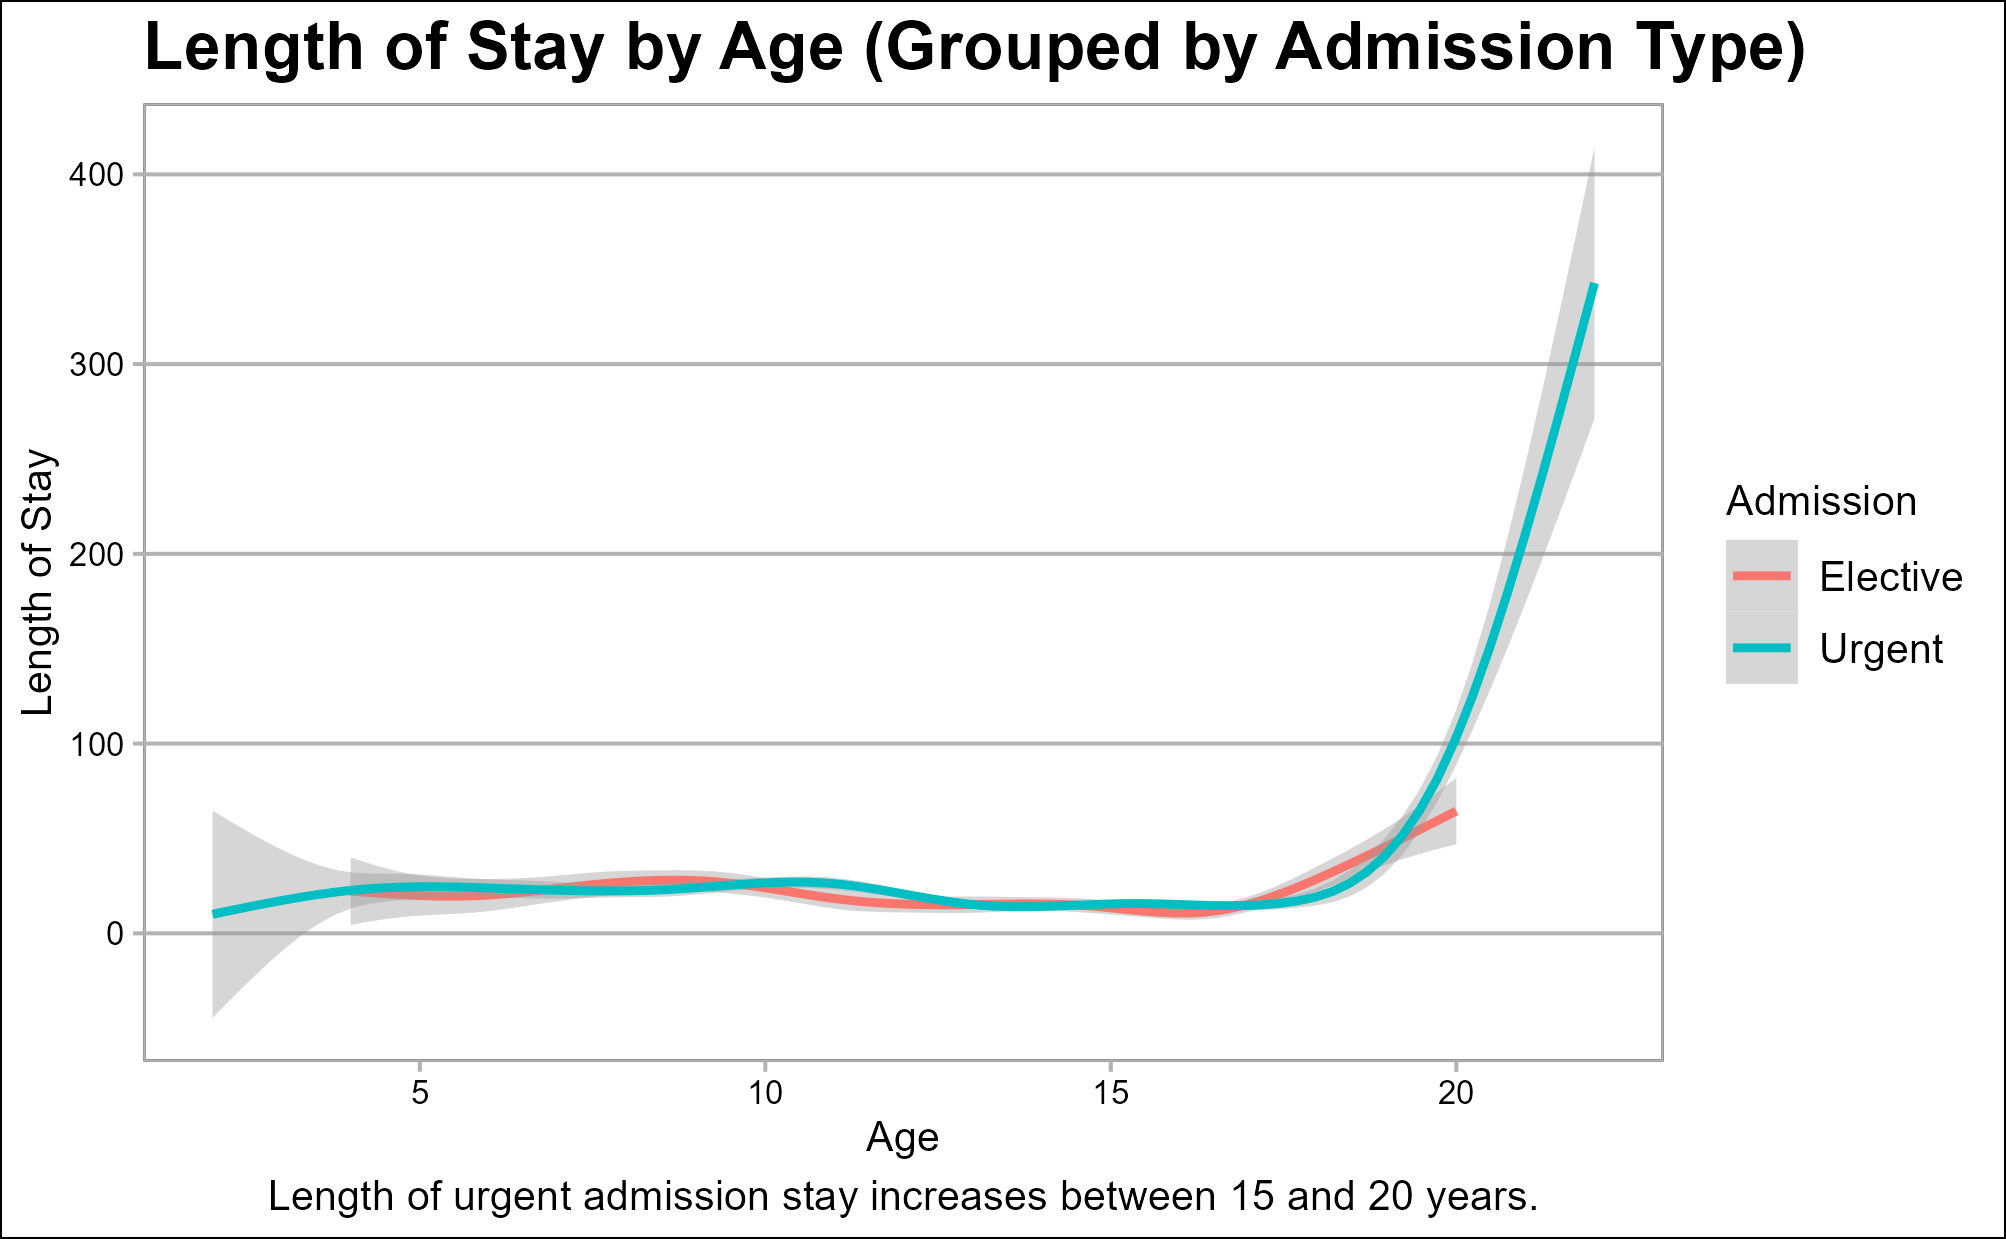 Length of Stay by Age (Grouped by Admission Type)
400
300
200
100
0
Length of Stay
5
10
15
20
Age
Length of urgent admission stay increases between 15 and 20 years.
Admission
Elective
Urgent